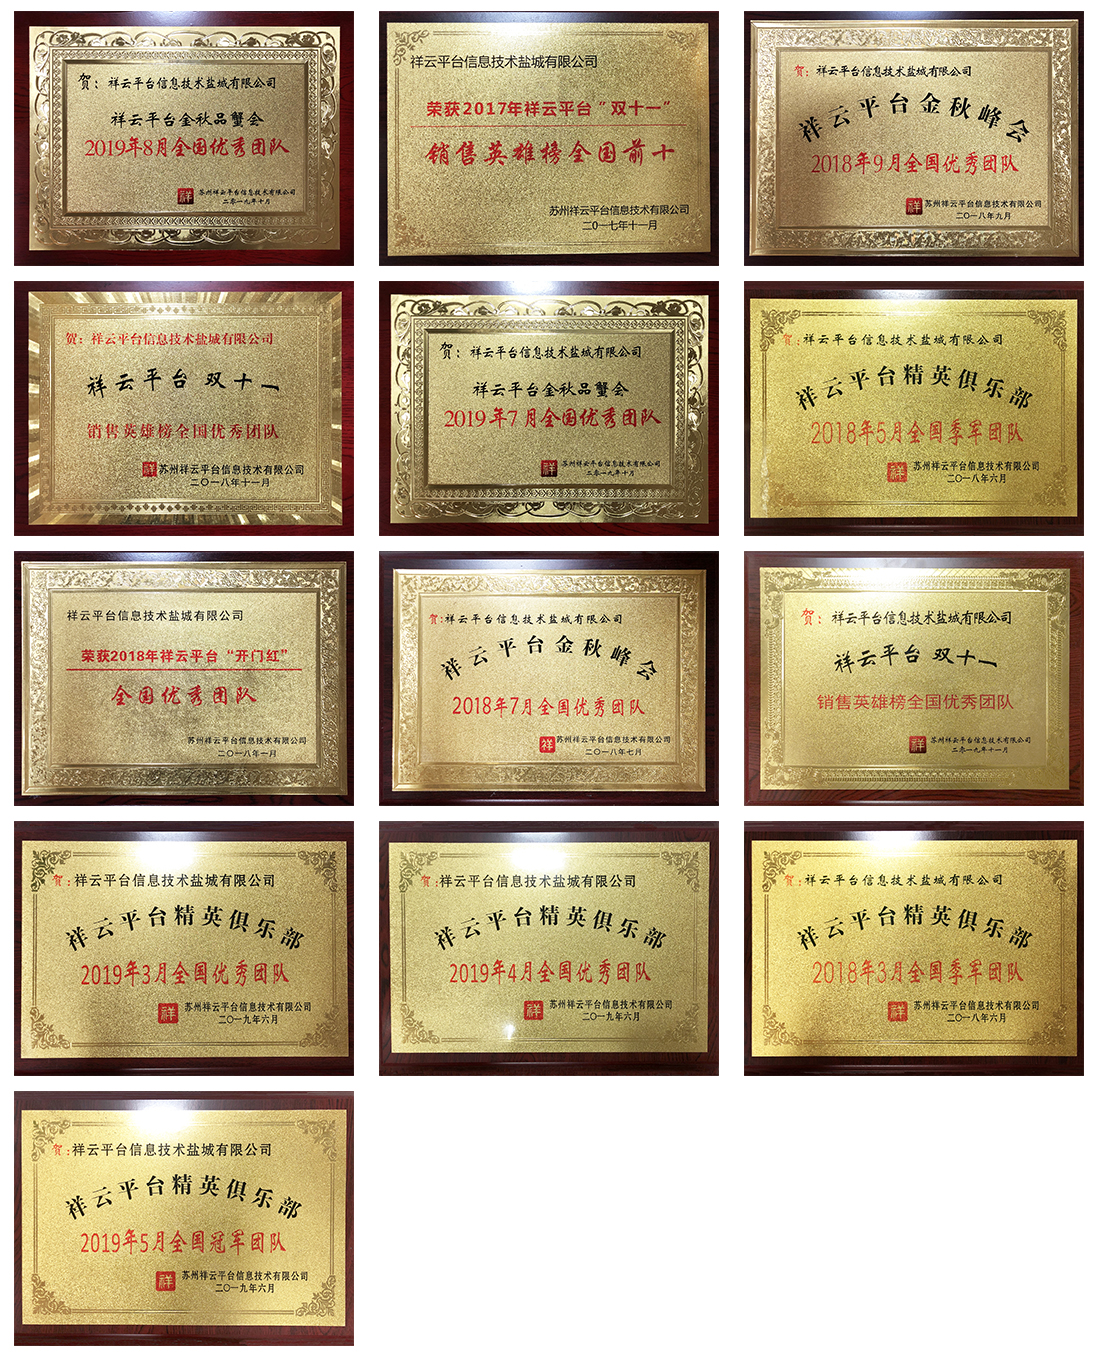 贺：祥云平台信息技术盐城有限公司
祥云平台金秋品蟹会
2019年8月全国优秀团队
祥
苏州祥云平台信息技术有限公司
二零一九年十月
祥云平台信息技术盐城有限公司
荣获2017年祥云平台“双十一”
销售英雄榜全国前十
苏州祥云平台信息技术有限公司
二〇一七年十一月
贺：祥云平台信息技术盐城有限公司
祥云平台金秋峰会
2018年9月全国优秀团队
祥
苏州祥云平台信息技术有限公司
二〇一八年九月
贺：祥云平台信息技术盐城有限公司
祥云平台 双十一
销售英雄榜全国优秀团队
祥
苏州祥云平台信息技术有限公司
二〇一八年十一月
贺：祥云平台信息技术盐城有限公司
祥云平台金秋品蟹会
2019年7月全国优秀团队
祥
苏州祥云平台信息技术有限公司
二零一九年十月
贺：祥云平台信息技术盐城有限公司
祥云平台精英俱乐部
2018年5月全国季军团队
祥
苏州祥云平台信息技术有限公司
二〇一八年六月
祥云平台信息技术盐城有限公司
荣获2018年祥云平台“开门红”
全国优秀团队
苏州祥云平台信息技术有限公司
二〇一八年一月
贺：祥云平台信息技术盐城有限公司
祥云平台金秋峰会
2018年7月全国优秀团队
祥
苏州祥云平台信息技术有限公司
二〇一八年七月
贺：祥云平台信息技术盐城有限公司
祥云平台 双十一
销售英雄榜全国优秀团队
祥
苏州祥云平台信息技术有限公司
二零一九年十一月
贺：祥云平台信息技术盐城有限公司
祥云平台精英俱乐部
2019年3月全国优秀团队
祥
苏州祥云平台信息技术有限公司
二〇一九年六月
贺：祥云平台信息技术盐城有限公司
祥云平台精英俱乐部
2019年4月全国优秀团队
祥
苏州祥云平台信息技术有限公司
二〇一九年六月
贺：祥云平台信息技术盐城有限公司
祥云平台精英俱乐部
2018年3月全国季军团队
祥
苏州祥云平台信息技术有限公司
二〇一八年六月
贺：祥云平台信息技术盐城有限公司
祥云平台精英俱乐部
2019年5月全国冠军团队
祥
苏州祥云平台信息技术有限公司
二〇一九年六月